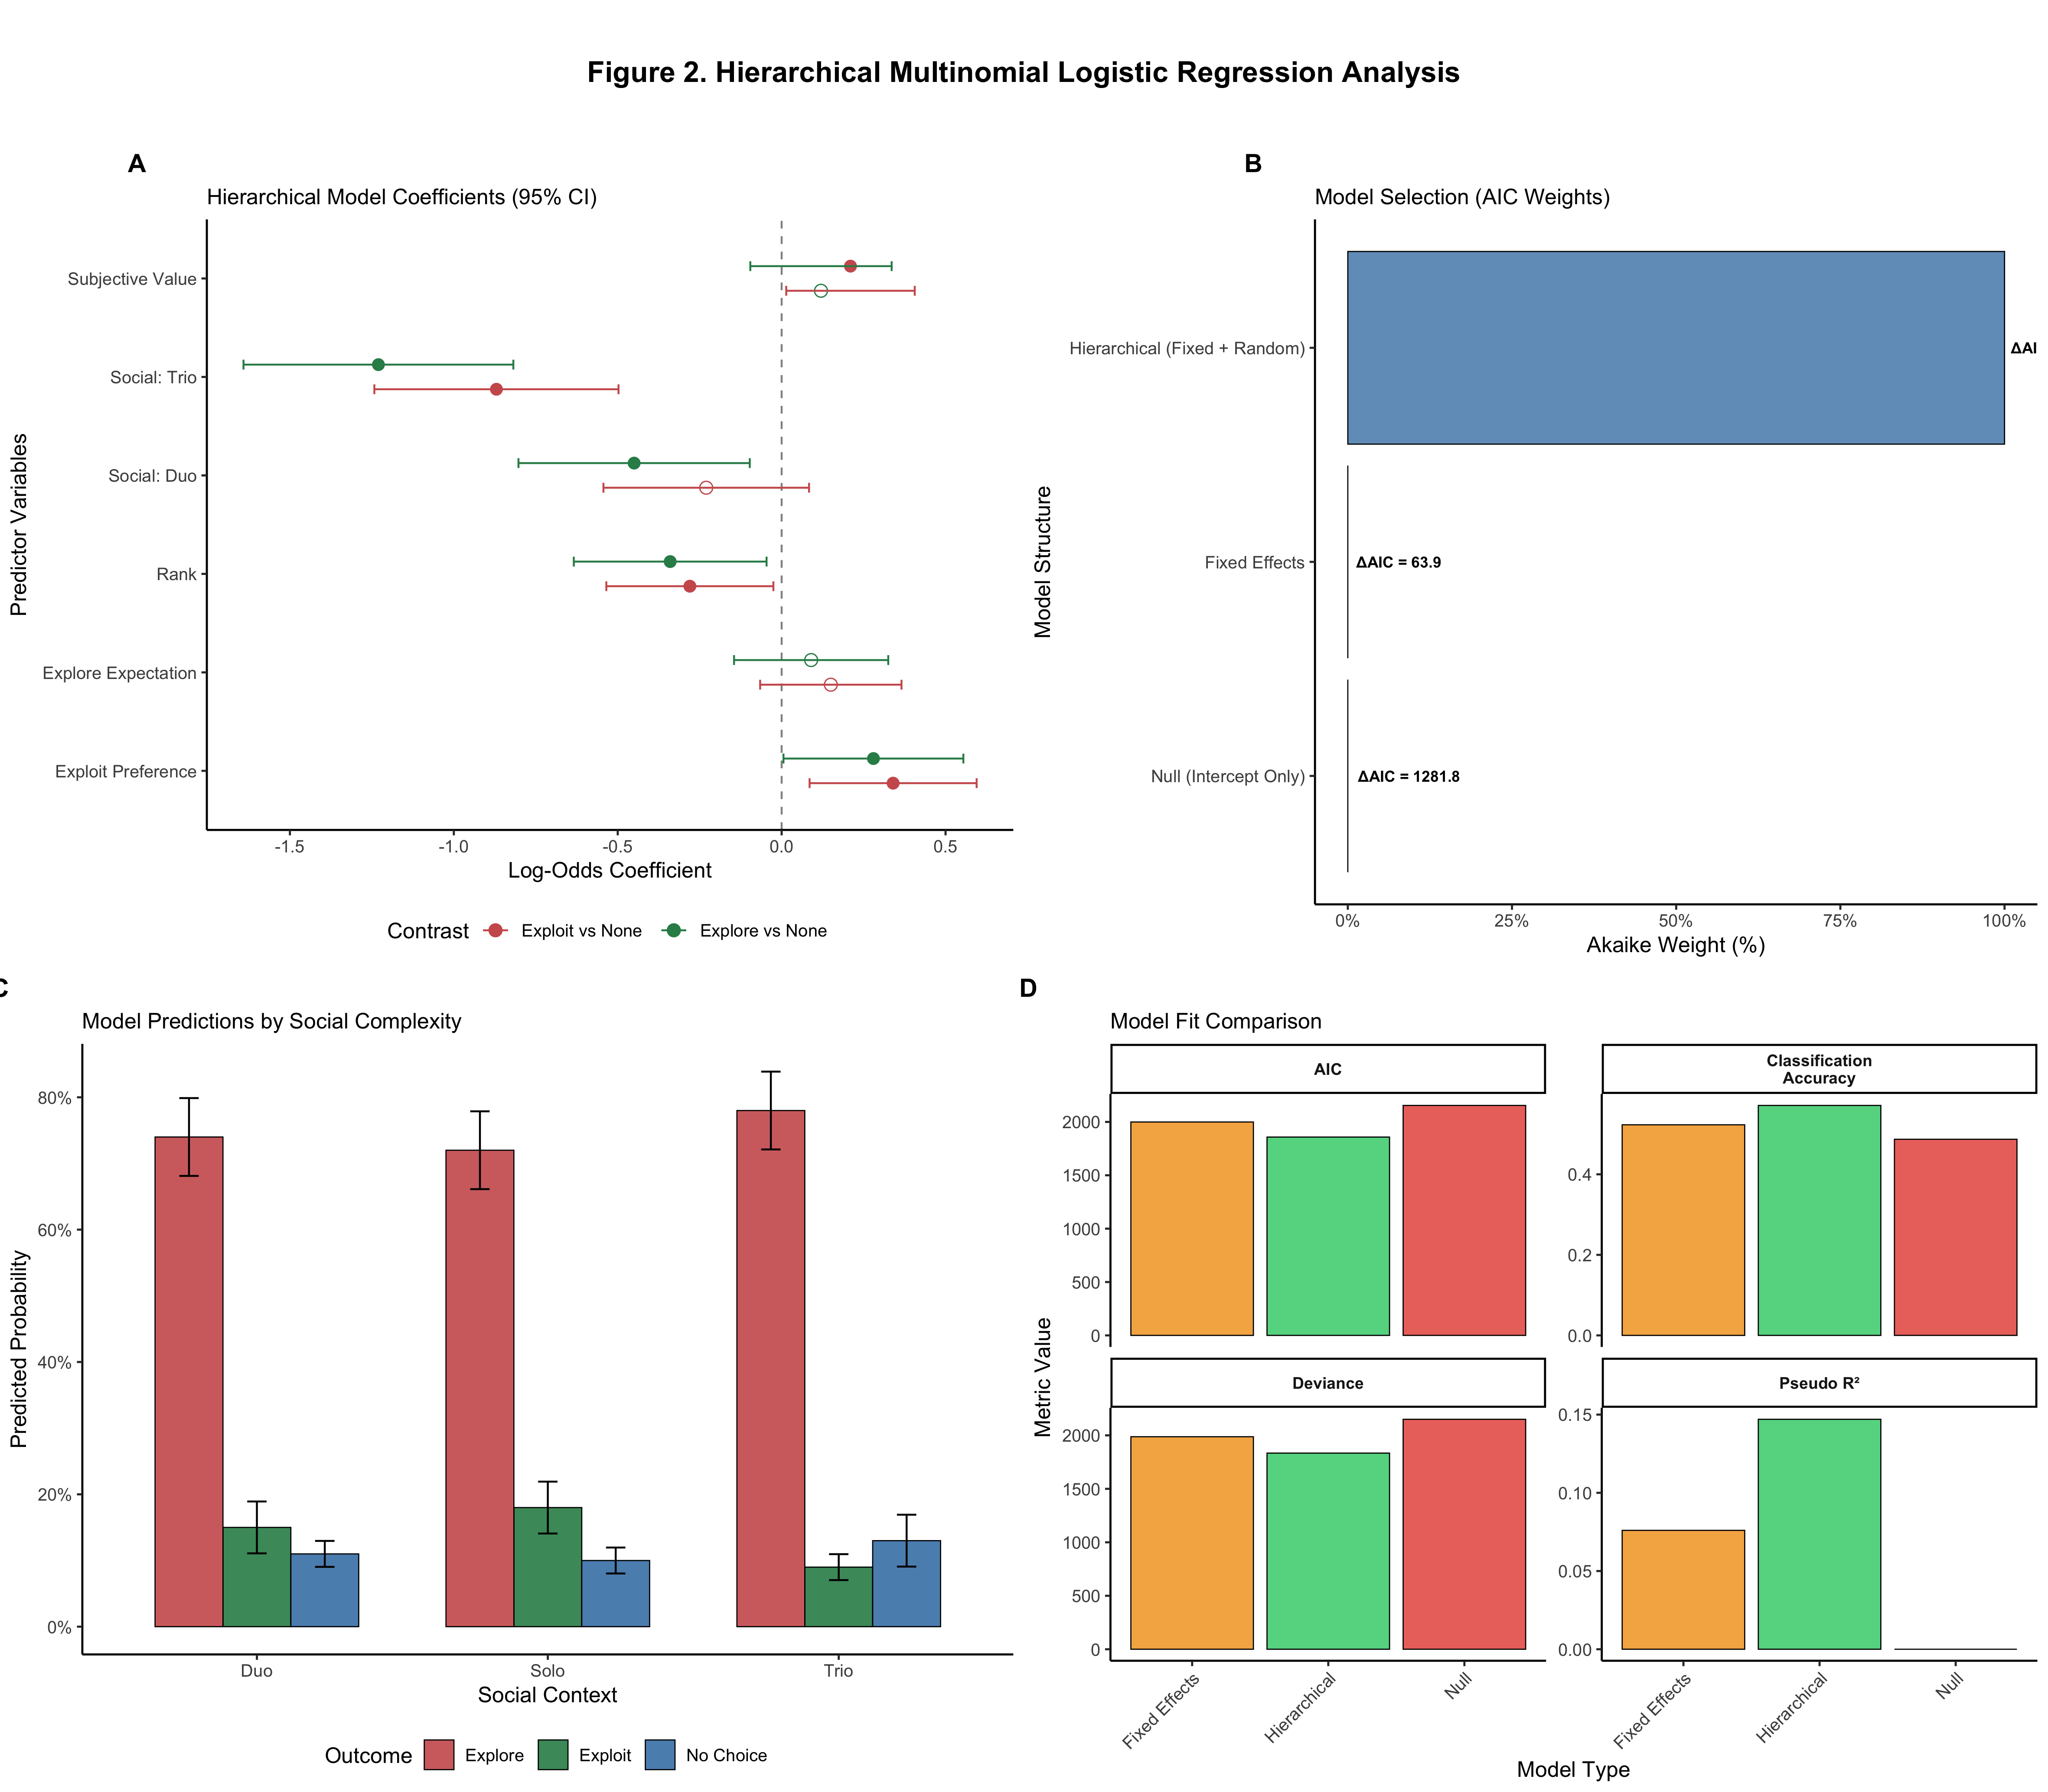 Figure 2. Hierarchical Multinomial Logistic Regression Analysis
A
Hierarchical Model Coefficients (95% CI)
Predictor Variables
Subjective Value
Social: Trio
Social: Duo
Rank
Explore Expectation
Exploit Preference
-1.5
-1.0
-0.5
0.0
0.5
Log-Odds Coefficient
Contrast
Exploit vs None
Explore vs None
B
Model Selection (AIC Weights)
Model Structure
Hierarchical (Fixed + Random)
ΔAI
Fixed Effects
ΔAIC = 63.9
Null (Intercept Only)
ΔAIC = 1281.8
0%
25%
50%
75%
100%
Akaike Weight (%)
C
Model Predictions by Social Complexity
Predicted Probability
80%
60%
40%
20%
0%
Duo
Solo
Trio
Social Context
Outcome
Explore
Exploit
No Choice
D
Model Fit Comparison
Metric Value
AIC
2000
1500
1000
500
0
Classification
Accuracy
0.4
0.2
0.0
Deviance
2000
1500
1000
500
0
Pseudo R²
0.15
0.10
0.05
0.00
Fixed Effects
Hierarchical
Null
Fixed Effects
Hierarchical
Null
Model Type